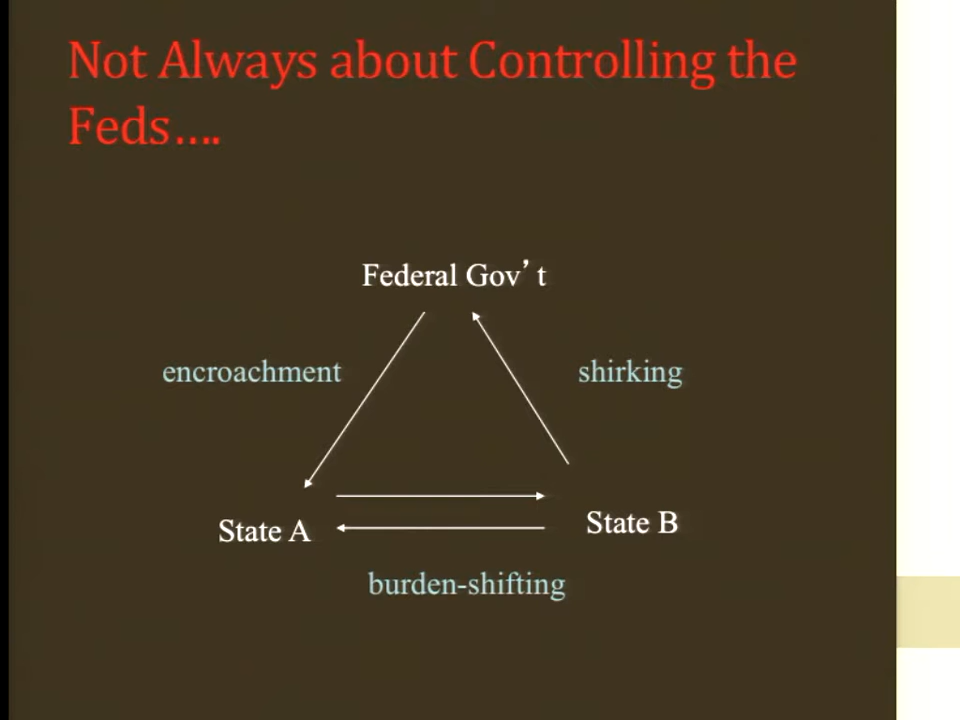 Not Always about Controlling the
Feds….
Federal Gov’ t
encroachment
shirking
State A
State B
burden-shifting